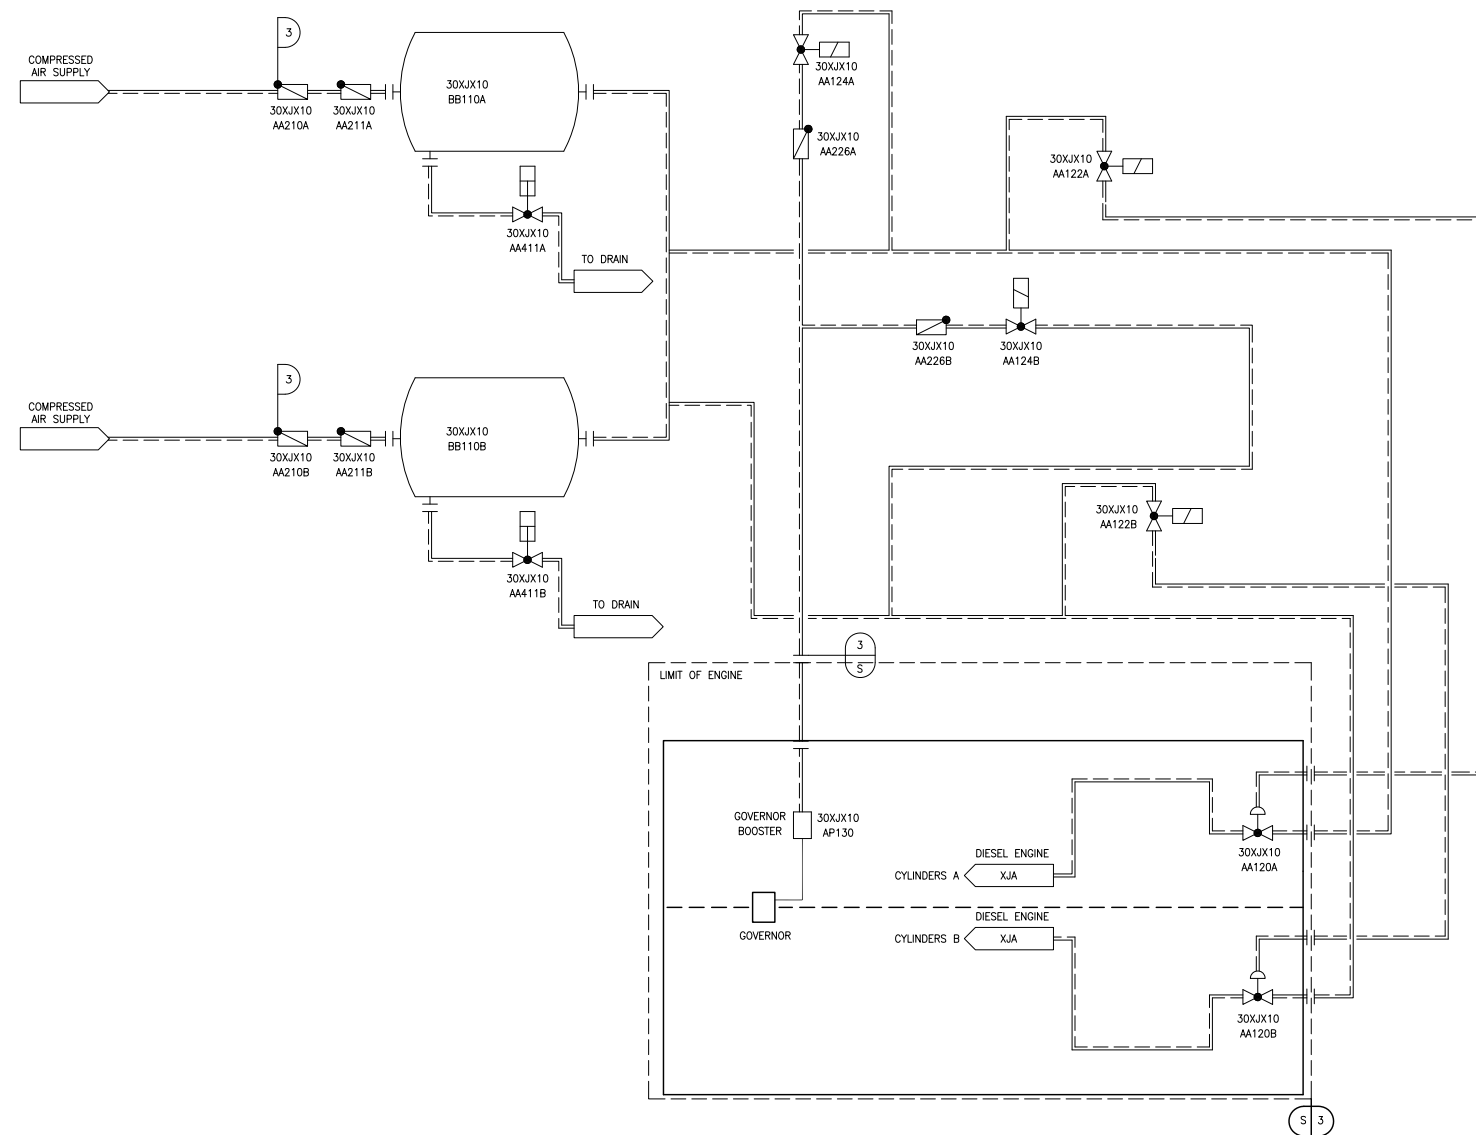 3
COMPRESSED
AIR SUPPLY
30XJX10
AA210A
30XJX10
AA211A
30XJX10
BB110A
30XJX10
AA124A
30XJX10
AA226A
30XJX10
AA122A
30XJX10
AA411A
TO DRAIN
30XJX10
AA226B
30XJX10
AA124B
3
COMPRESSED
AIR SUPPLY
30XJX10
AA210B
30XJX10
AA211B
30XJX10
BB110B
30XJX10
AA122B
30XJX10
AA411B
TO DRAIN
3
S
LIMIT OF ENGINE
GOVERNOR
BOOSTER
30XJX10
AP130
DIESEL ENGINE
CYLINDERS A
XJA
30XJX10
AA120A
DIESEL ENGINE
CYLINDERS B
XJA
GOVERNOR
30XJX10
AA120B
S 3